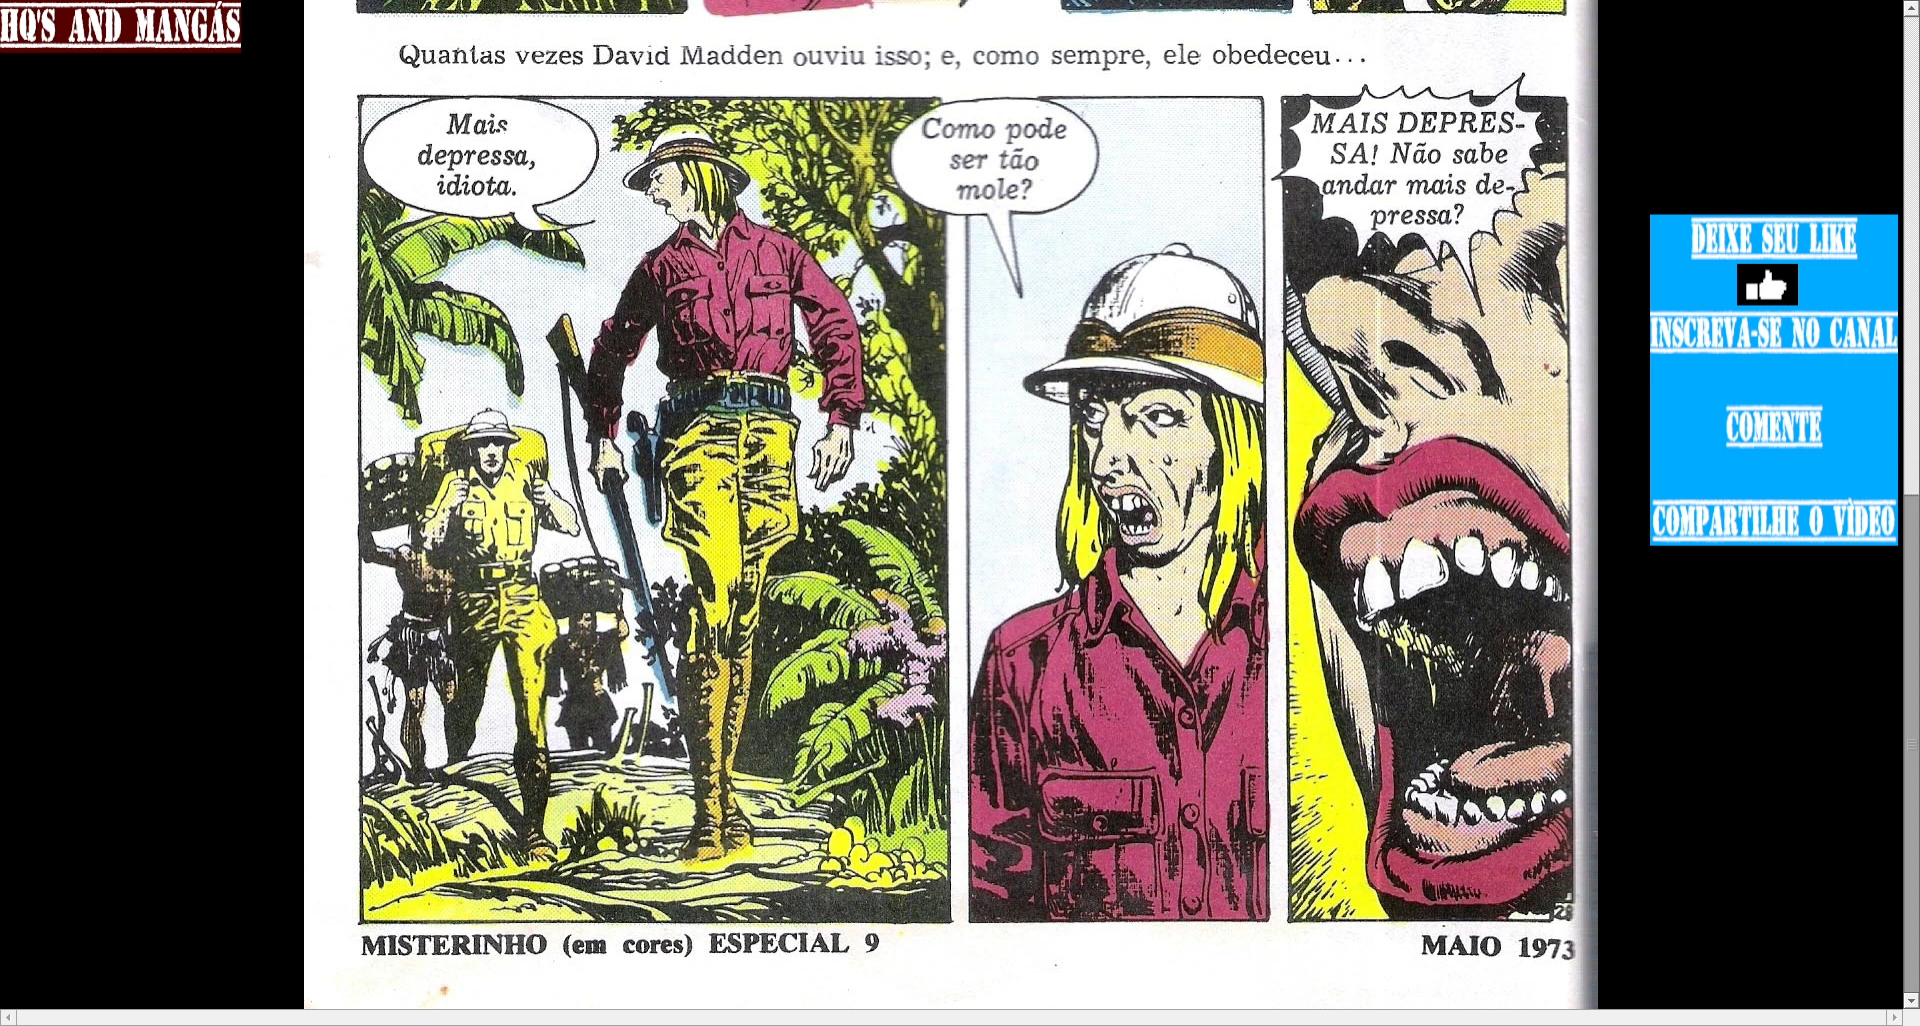 HQ'S AND MANGÁS
Quantas vezes David Madden ouviu isso; e, como sempre, ele obedeceu...
Mais
depressa,
idiota.
Como pode
ser tão
mole?
MAIS DEPRES-
SA! Não sabe
andar mais de-
pressa?
MISTERINHO (em cores) ESPECIAL 9
MAIO 1973
DEIXE SEU LIKE
INSCREVA-SE NO CANAL
COMENTE
COMPARTILHE O VÌDEO